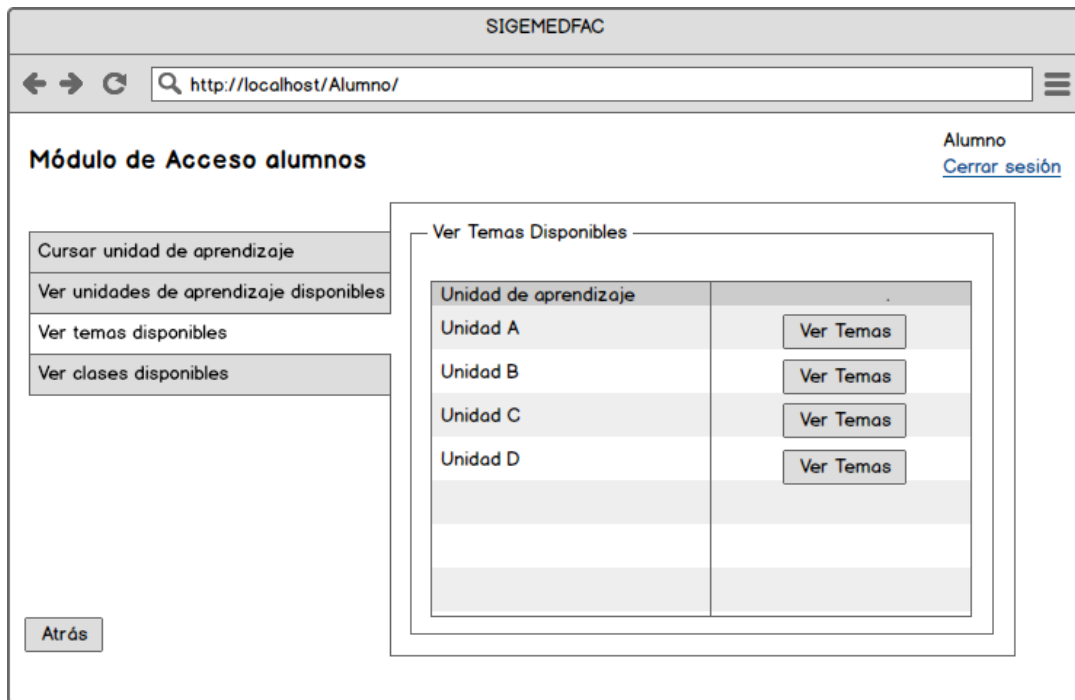 SIGEMEDFAC
http://localhost/Alumno/
Módulo de Acceso alumnos
Alumno
Cerrar sesión
Cursar unidad de aprendizaje
Ver unidades de aprendizaje disponibles
Ver temas disponibles
Ver clases disponibles
Ver Temas Disponibles
Unidad de aprendizaje .
Unidad A Ver Temas
Unidad B Ver Temas
Unidad C Ver Temas
Unidad D Ver Temas
Atrás